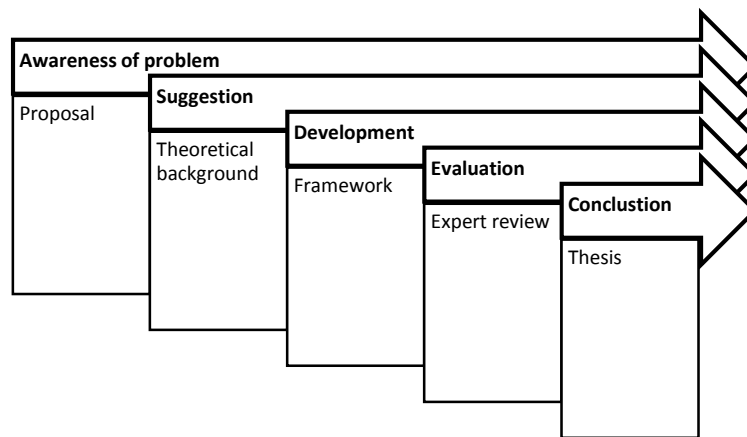 Awareness of problem
Proposal
Suggestion
Theoretical
background
Development
Framework
Evaluation
Expert review
Conclustion
Thesis